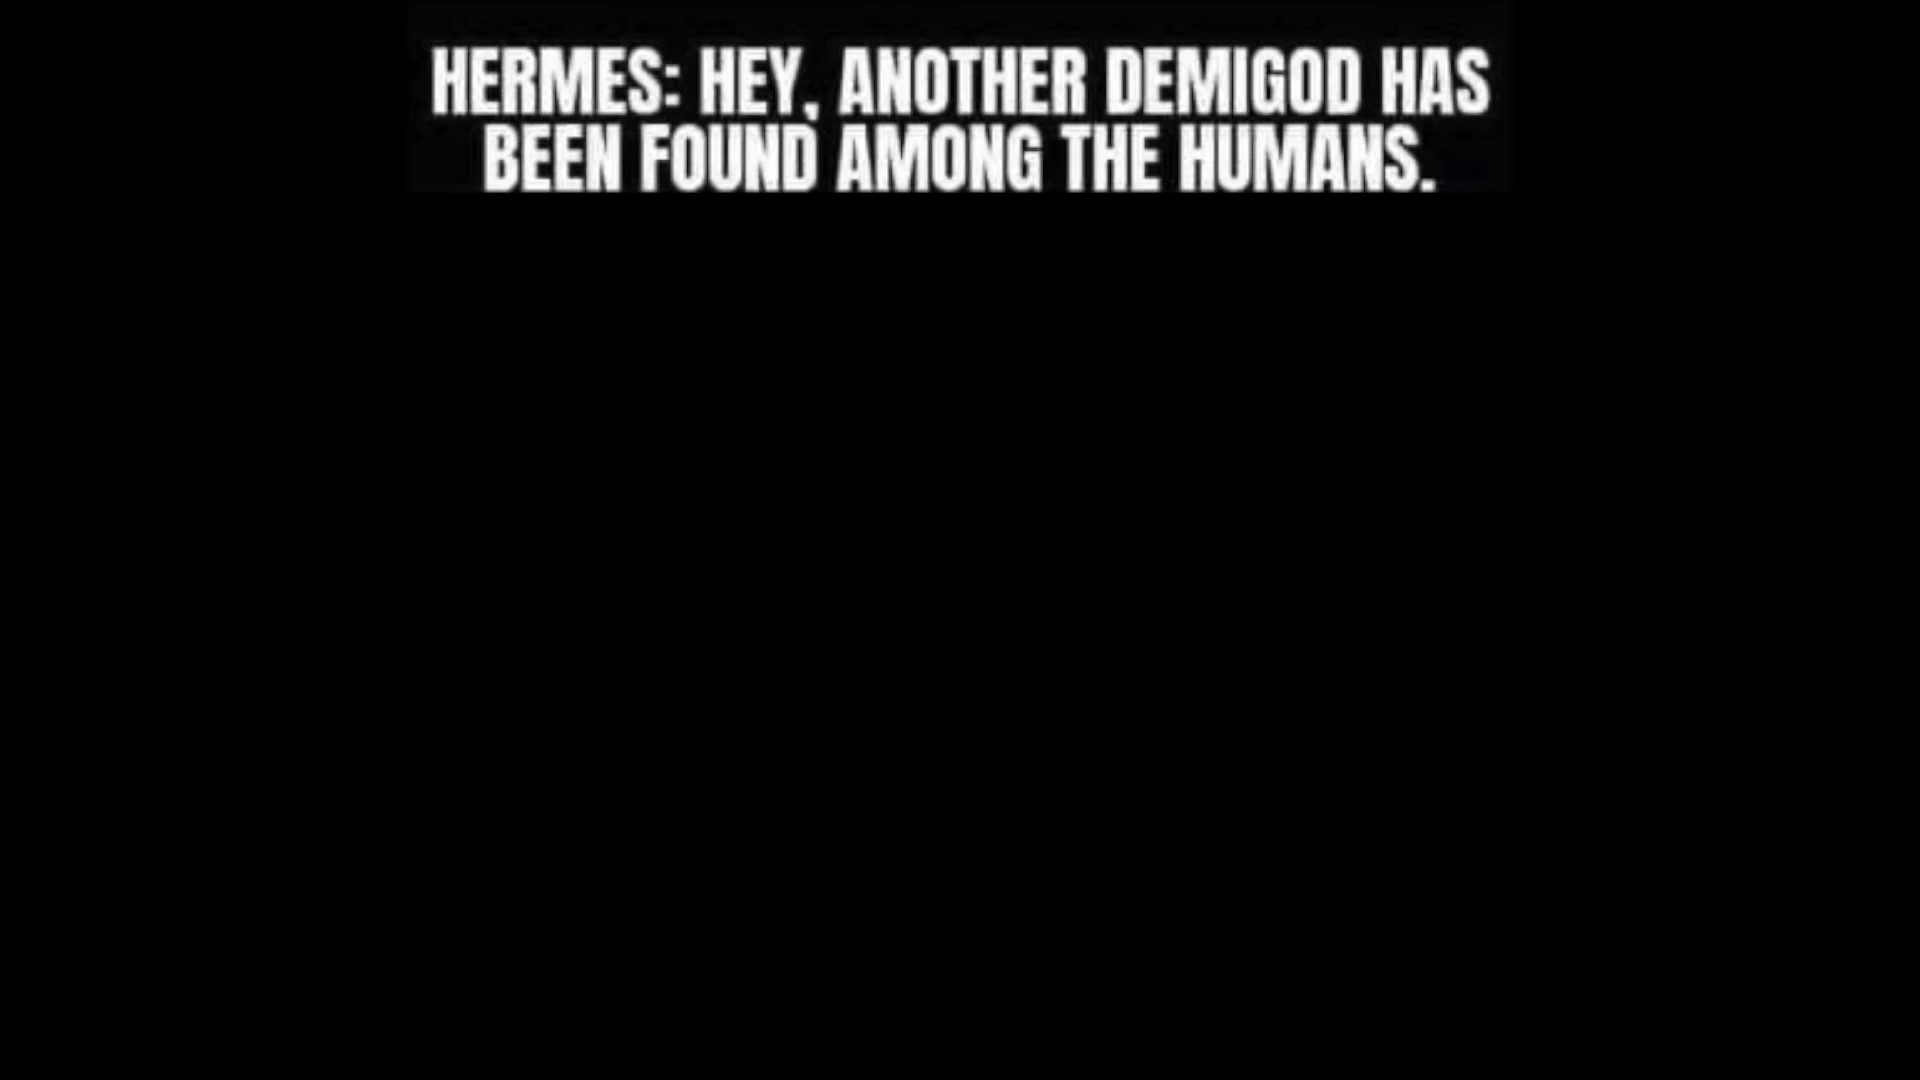 HERMES: HEY, ANOTHER DEMIGOD HAS
BEEN FOUND AMONG THE HUMANS.